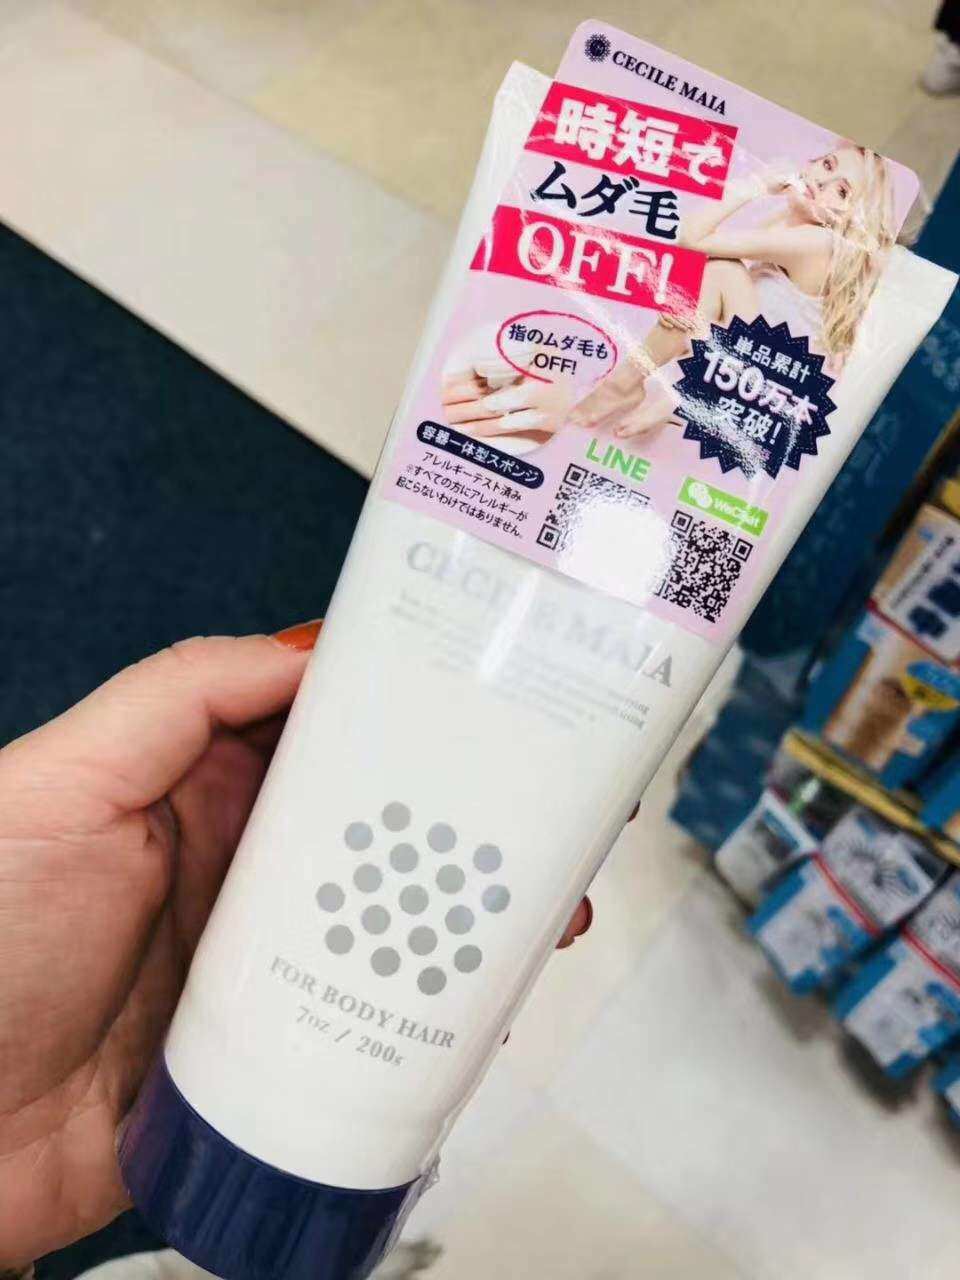 CECILE MAIA
時短で
ムダ毛
OFF!
指のムダ毛も
OFF!
単品累計
150万本
突破!
容器一体型スポンジ
アレルギーテスト済み
※すべての方にアレルギーが
起こらないわけではありません。
LINE
WeChat
CECILE MAIA
FOR BODY HAIR
7oz / 200g